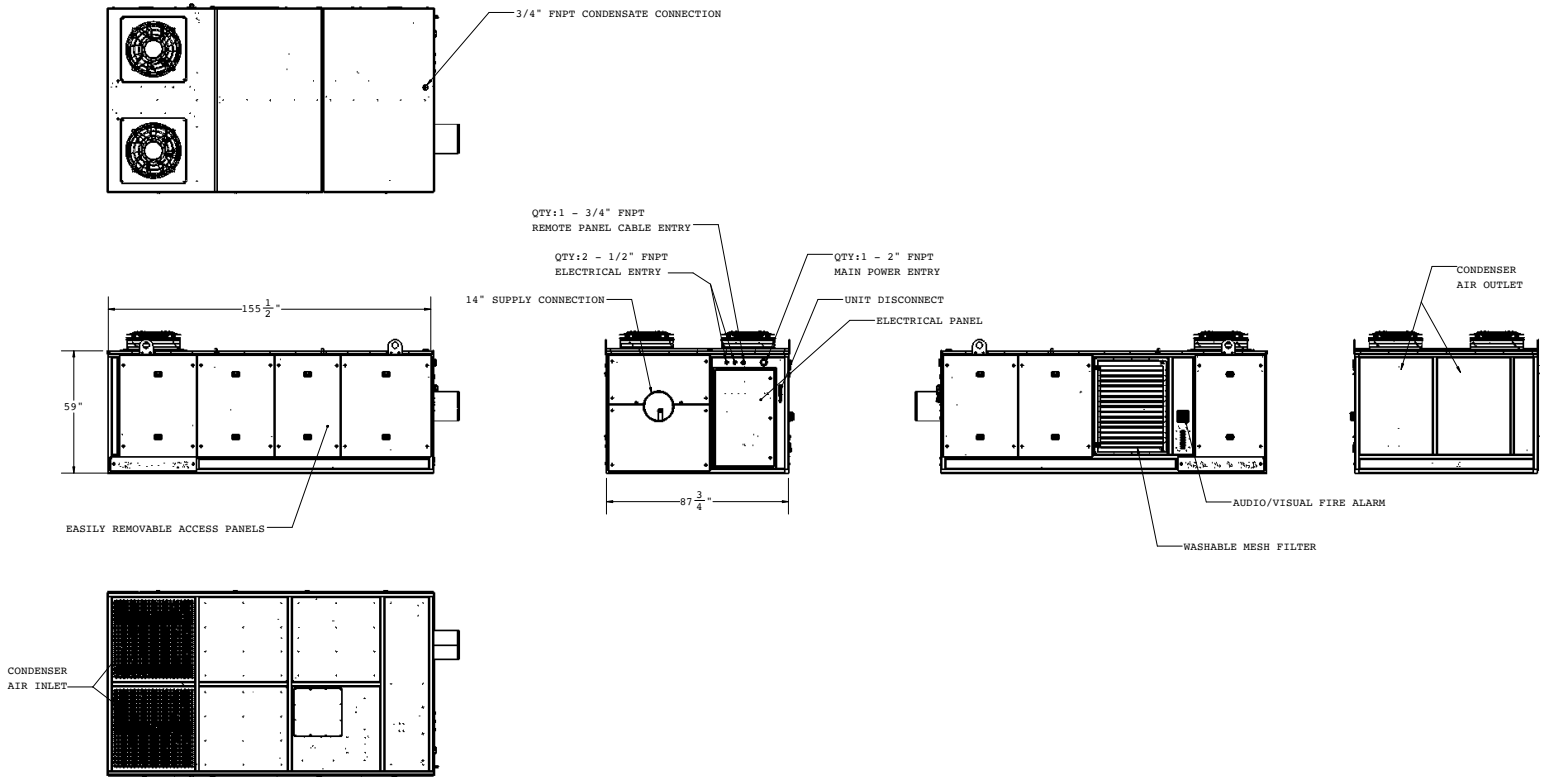 3/4" FNPT CONDENSATE CONNECTION
QTY:1 - 3/4" FNPT
REMOTE PANEL CABLE ENTRY
QTY:2 - 1/2" FNPT
ELECTRICAL ENTRY
QTY:1 - 2" FNPT
MAIN POWER ENTRY
CONDENSER
AIR OUTLET
14" SUPPLY CONNECTION
UNIT DISCONNECT
155 1/2"
ELECTRICAL PANEL
59"
87 3/4"
AUDIO/VISUAL FIRE ALARM
EASILY REMOVABLE ACCESS PANELS
WASHABLE MESH FILTER
CONDENSER
AIR INLET